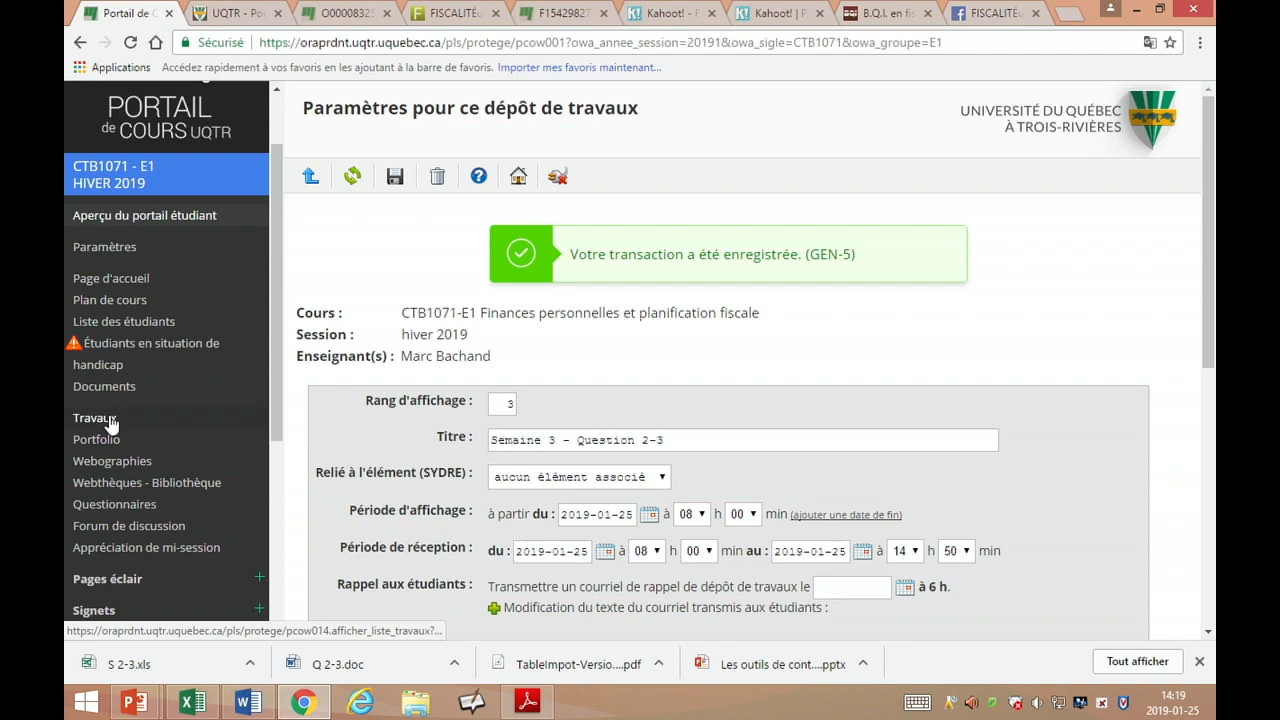 Portail de C
UQTR - Po
O00008325
FISCALITÉ
F1542982
Kahoot! -
Kahoot! | P
B.Q.I. en fi
FISCALITÉ
Sécurisé
https://oraprdnt.uqtr.uquebec.ca/pls/protege/pcow001?owa_annee_session=20191&owa_sigle=CTB1071&owa_groupe=E1
Applications
Accédez rapidement à vos favoris en les ajoutant à la barre de favoris. Importer mes favoris maintenant...
PORTAIL
de COURS UQTR
CTB1071 - E1
HIVER 2019
Aperçu du portail étudiant
Paramètres
Page d'accueil
Plan de cours
Liste des étudiants
Étudiants en situation de
handicap
Documents
Travaux
Portfolio
Webographies
Webthèques - Bibliothèque
Questionnaires
Forum de discussion
Appréciation de mi-session
Pages éclair +
Signets +
https://oraprdnt.uqtr.uquebec.ca/pls/protege/pcow014.afficher_liste_travaux?...
Paramètres pour ce dépôt de travaux
UNIVERSITÉ DU QUÉBEC
À TROIS-RIVIÈRES
Votre transaction a été enregistrée. (GEN-5)
Cours : CTB1071-E1 Finances personnelles et planification fiscale
Session : hiver 2019
Enseignant(s) : Marc Bachand
Rang d'affichage : 3
Titre : Semaine 3 - Question 2-3
Relié à l'élément (SYDRE) : aucun élément associé
Période d'affichage : à partir du : 2019-01-25 à 08 h 00 min (ajouter une date de fin)
Période de réception : du : 2019-01-25 à 08 h 00 min au : 2019-01-25 à 14 h 50 min
Rappel aux étudiants : Transmettre un courriel de rappel de dépôt de travaux le à 6 h.
Modification du texte du courriel transmis aux étudiants :
S 2-3.xls
Q 2-3.doc
TableImpot-Versio....pdf
Les outils de cont....pptx
Tout afficher
14:19
2019-01-25